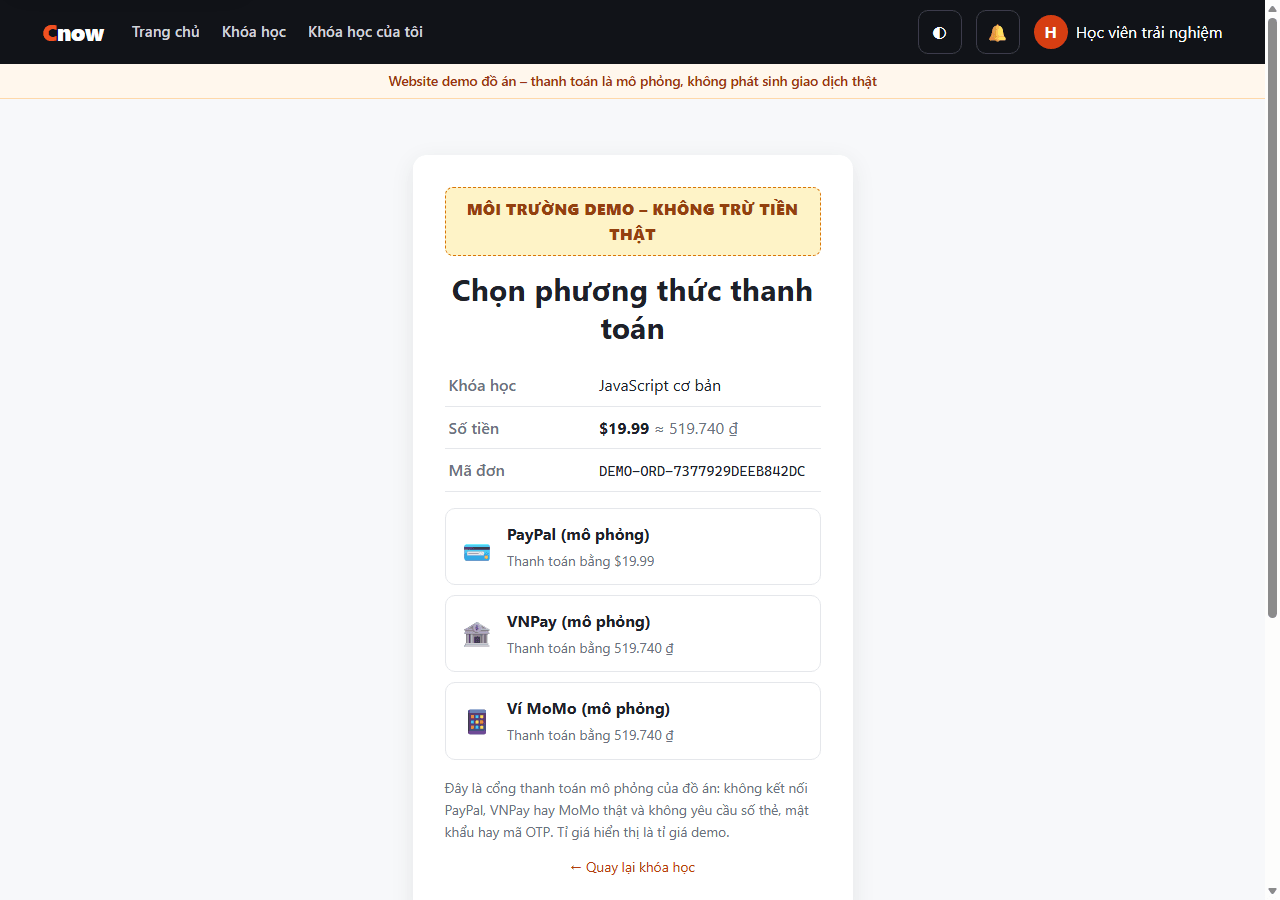 Cnow
Trang chủ
Khóa học
Khóa học của tôi
H
Học viên trải nghiệm
Website demo đồ án – thanh toán là mô phỏng, không phát sinh giao dịch thật
MÔI TRƯỜNG DEMO – KHÔNG TRỪ TIỀN
THẬT
Chọn phương thức thanh
toán
Khóa học JavaScript cơ bản
Số tiền $19.99 ≈ 519.740 ₫
Mã đơn DEMO-ORD-7377929DEEB842DC
PayPal (mô phỏng)
Thanh toán bằng $19.99
VNPay (mô phỏng)
Thanh toán bằng 519.740 ₫
Ví MoMo (mô phỏng)
Thanh toán bằng 519.740 ₫
Đây là cổng thanh toán mô phỏng của đồ án: không kết nối
PayPal, VNPay hay MoMo thật và không yêu cầu số thẻ, mật
khẩu hay mã OTP. Tỉ giá hiển thị là tỉ giá demo.
← Quay lại khóa học